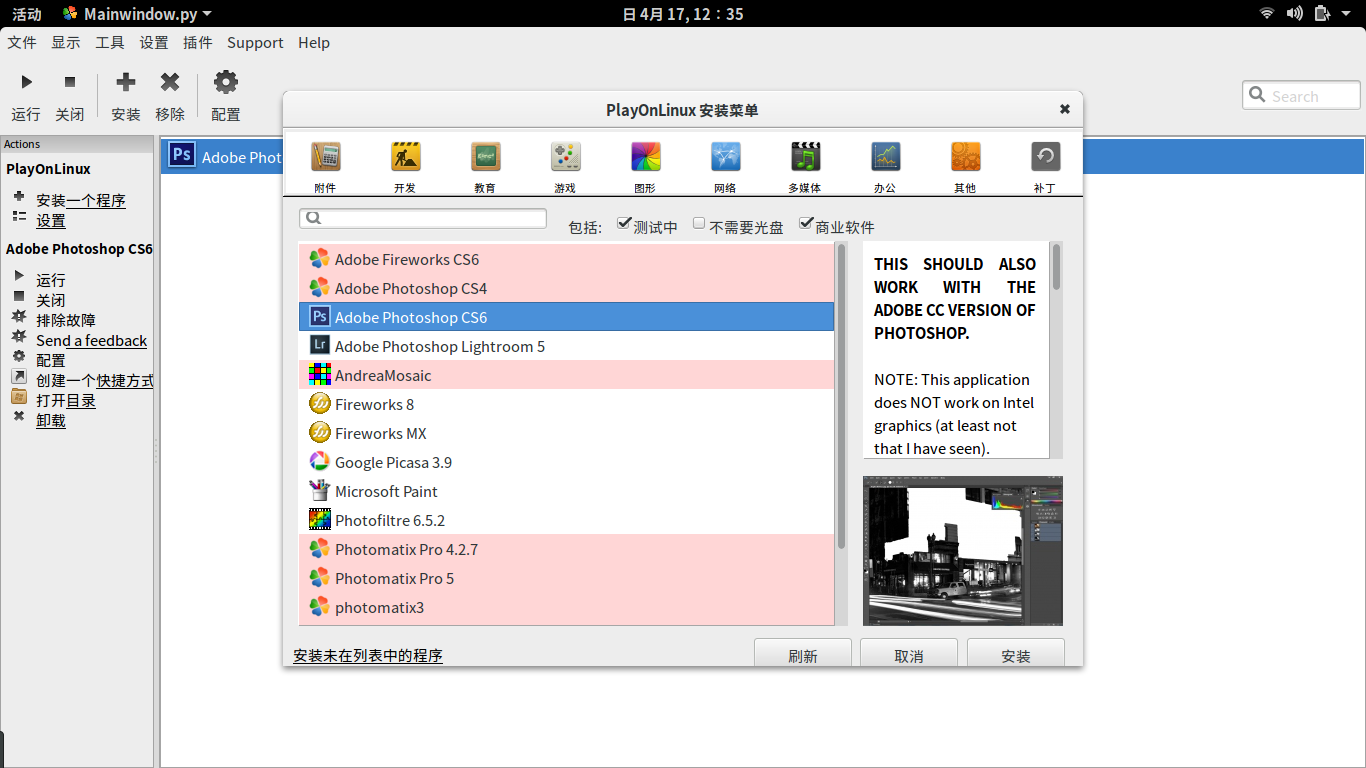 活动 Mainwindow.py 日 4月 17, 12：35
文件 显示 工具 设置 插件 Support Help
运行 关闭 安装 移除 配置
Search
Actions
PlayOnLinux
安装一个程序
设置
Adobe Photoshop CS6
运行
关闭
排除故障
Send a feedback
配置
创建一个快捷方式
打开目录
卸载
Ps Adobe Phot
PlayOnLinux 安装菜单
附件 开发 教育 游戏 图形 网络 多媒体 办公 其他 补丁
包括: 测试中 不需要光盘 商业软件
Adobe Fireworks CS6
Adobe Photoshop CS4
Ps Adobe Photoshop CS6
Lr Adobe Photoshop Lightroom 5
AndreaMosaic
Fireworks 8
Fireworks MX
Google Picasa 3.9
Microsoft Paint
Photofiltre 6.5.2
Photomatix Pro 4.2.7
Photomatix Pro 5
photomatix3
THIS SHOULD ALSO
WORK WITH THE
ADOBE CC VERSION OF
PHOTOSHOP.
NOTE: This application
does NOT work on Intel
graphics (at least not
that I have seen).
安装未在列表中的程序
刷新 取消 安装